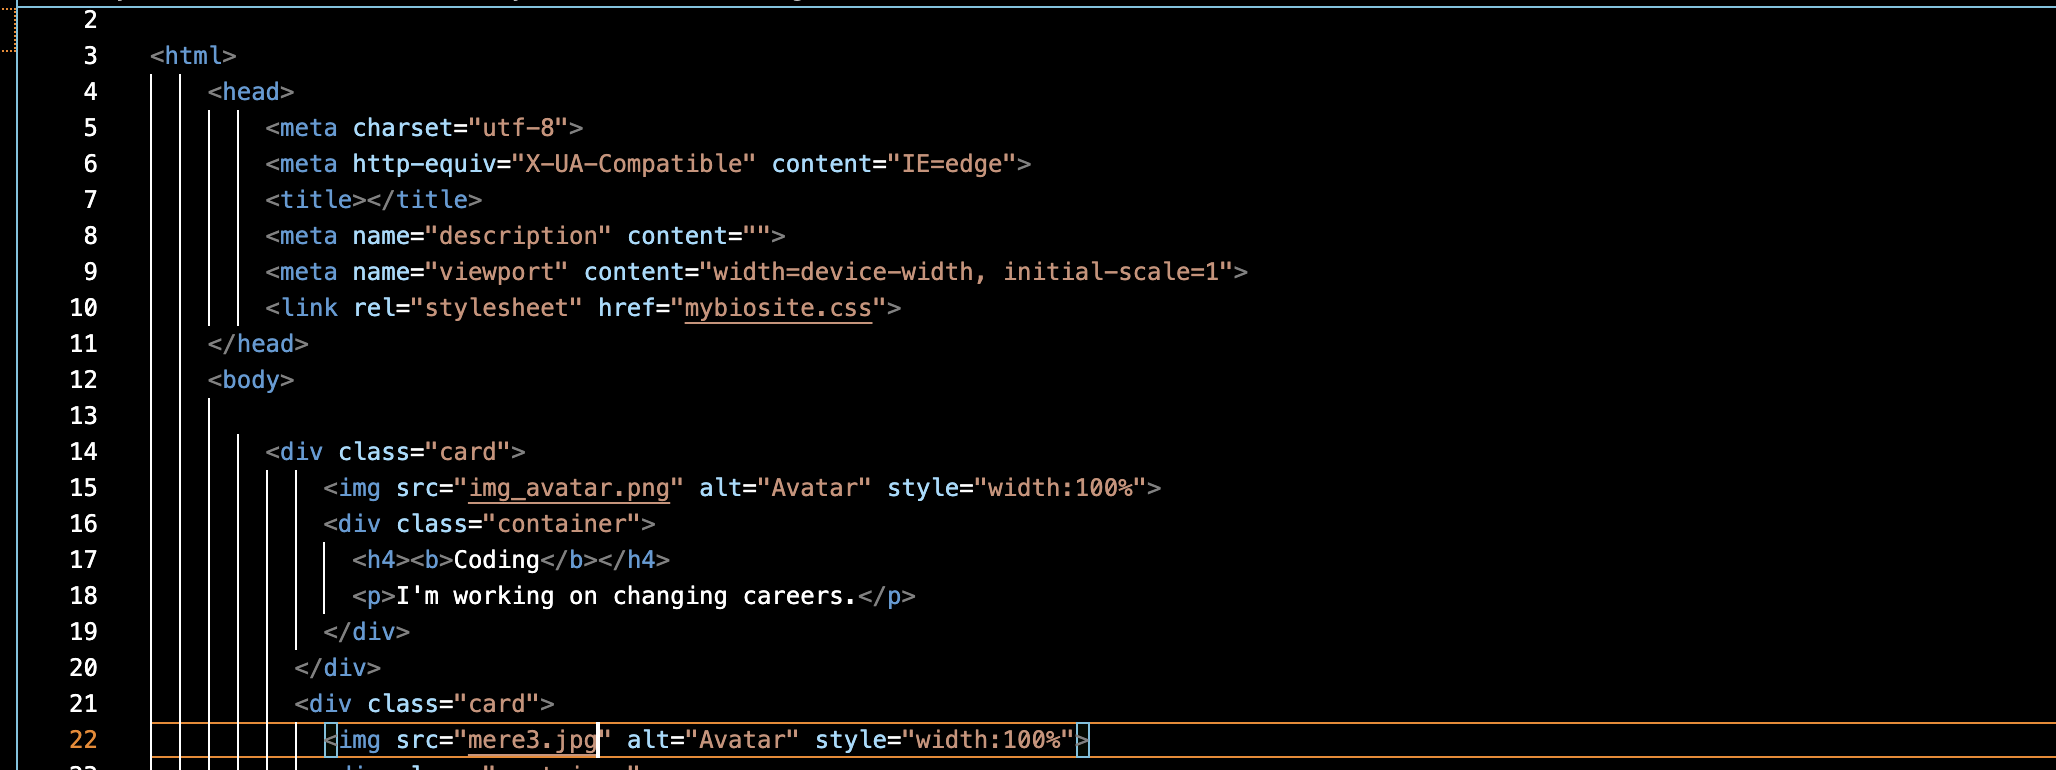 2
3 <html>
4 <head>
5 <meta charset="utf-8">
6 <meta http-equiv="X-UA-Compatible" content="IE=edge">
7 <title></title>
8 <meta name="description" content="">
9 <meta name="viewport" content="width=device-width, initial-scale=1">
10 <link rel="stylesheet" href="mybiosite.css">
11 </head>
12 <body>
13
14 <div class="card">
15 <img src="img_avatar.png" alt="Avatar" style="width:100%">
16 <div class="container">
17 <h4><b>Coding</b></h4>
18 <p>I'm working on changing careers.</p>
19 </div>
20 </div>
21 <div class="card">
22 <img src="mere3.jpg" alt="Avatar" style="width:100%">